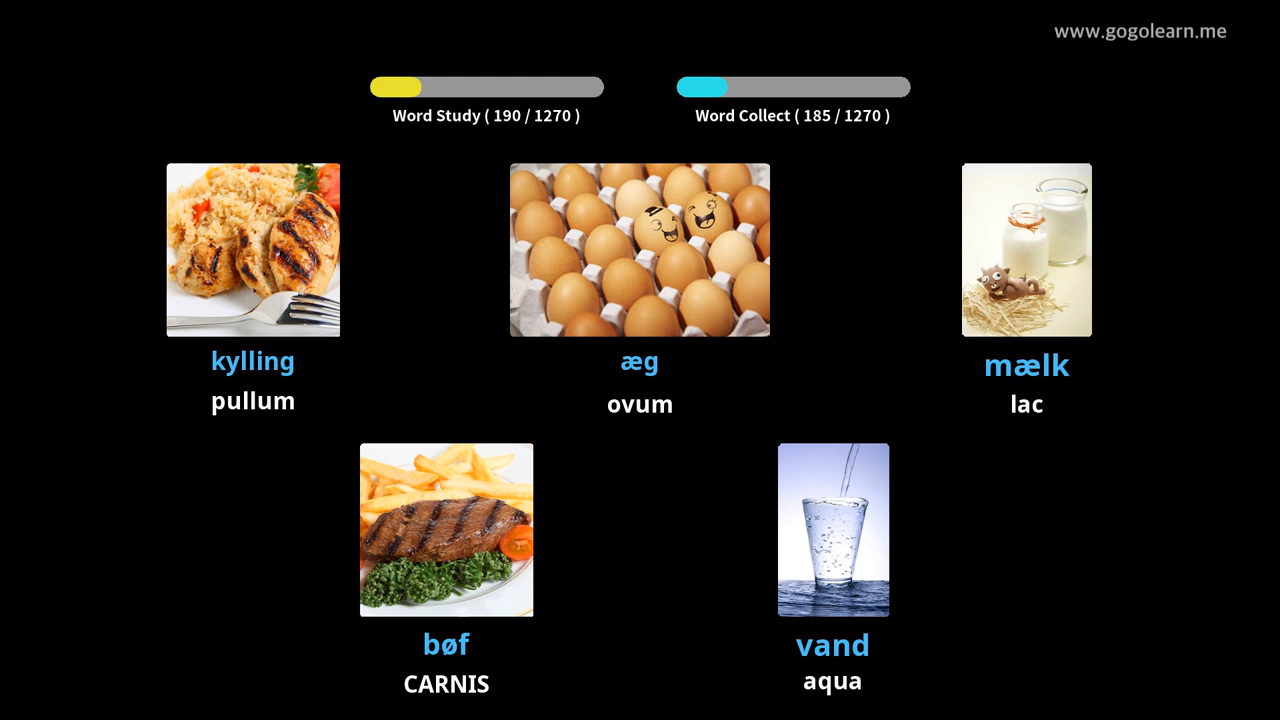 www.gogolearn.me
Word Study ( 190 / 1270 )
Word Collect ( 185 / 1270 )
kylling
pullum
æg
ovum
mælk
lac
bøf
CARNIS
vand
aqua